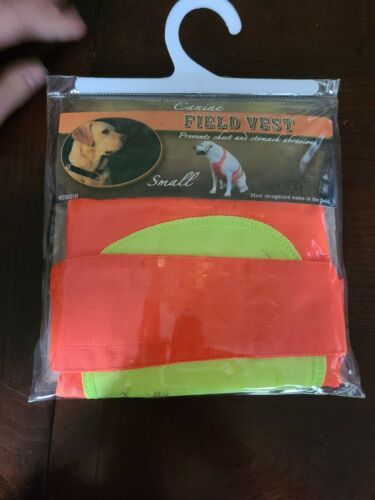 Canine
FIELD VEST
Prevents chest and stomach abrasions
Small
Most recognized name in the field.